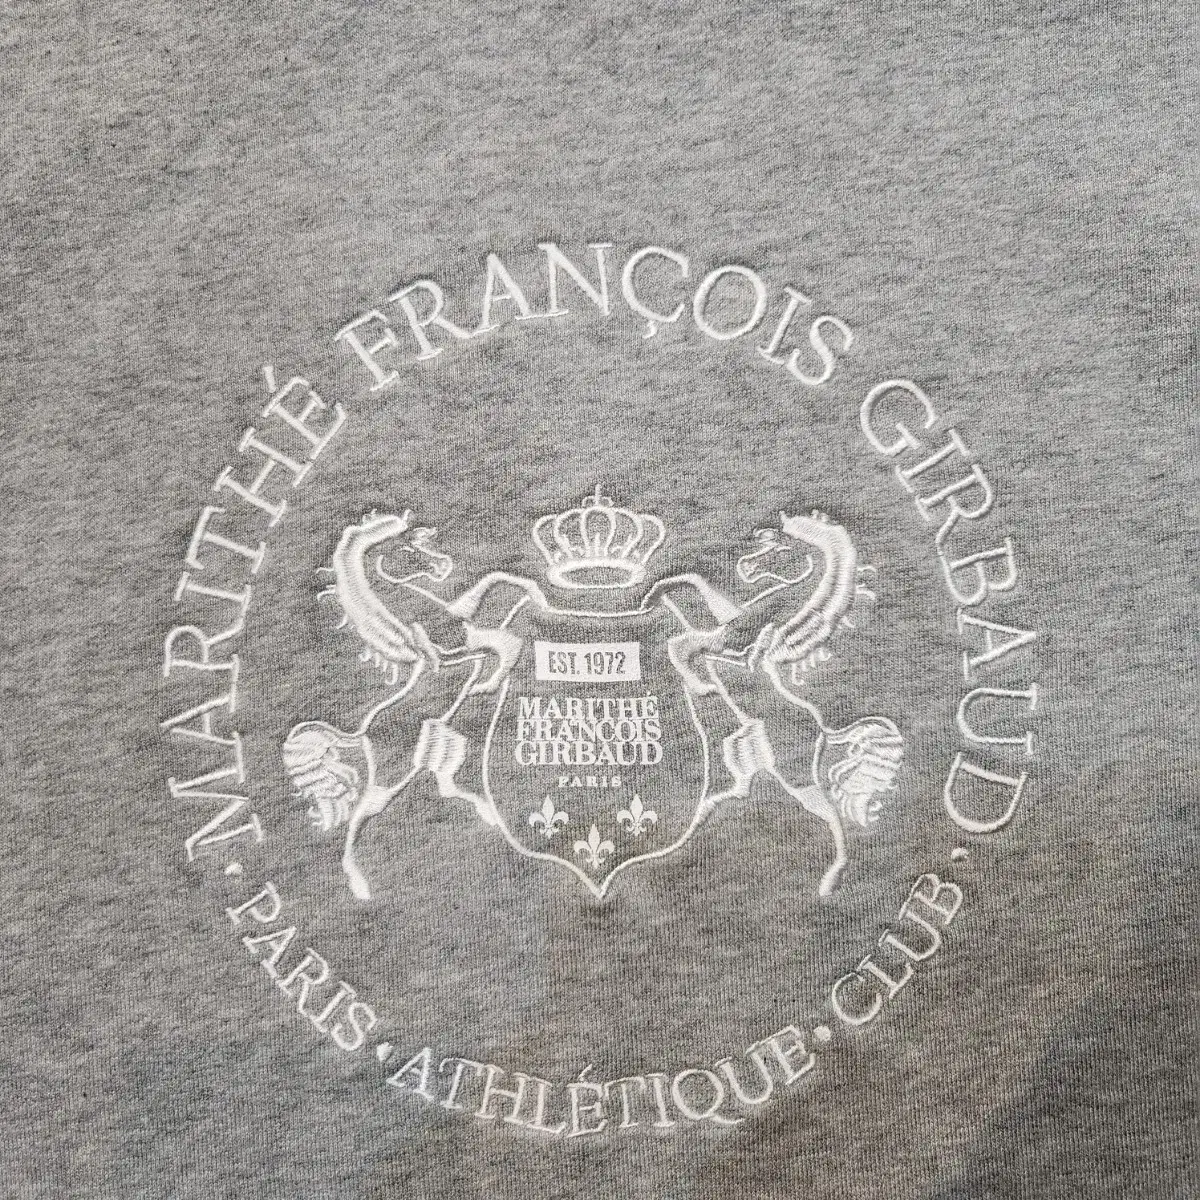 MARITHÉ FRANÇOIS GIRBAUD
EST. 1972
MARITHÉ
FRANÇOIS
GIRBAUD
PARIS
• PARIS • ATHLÉTIQUE • CLUB •